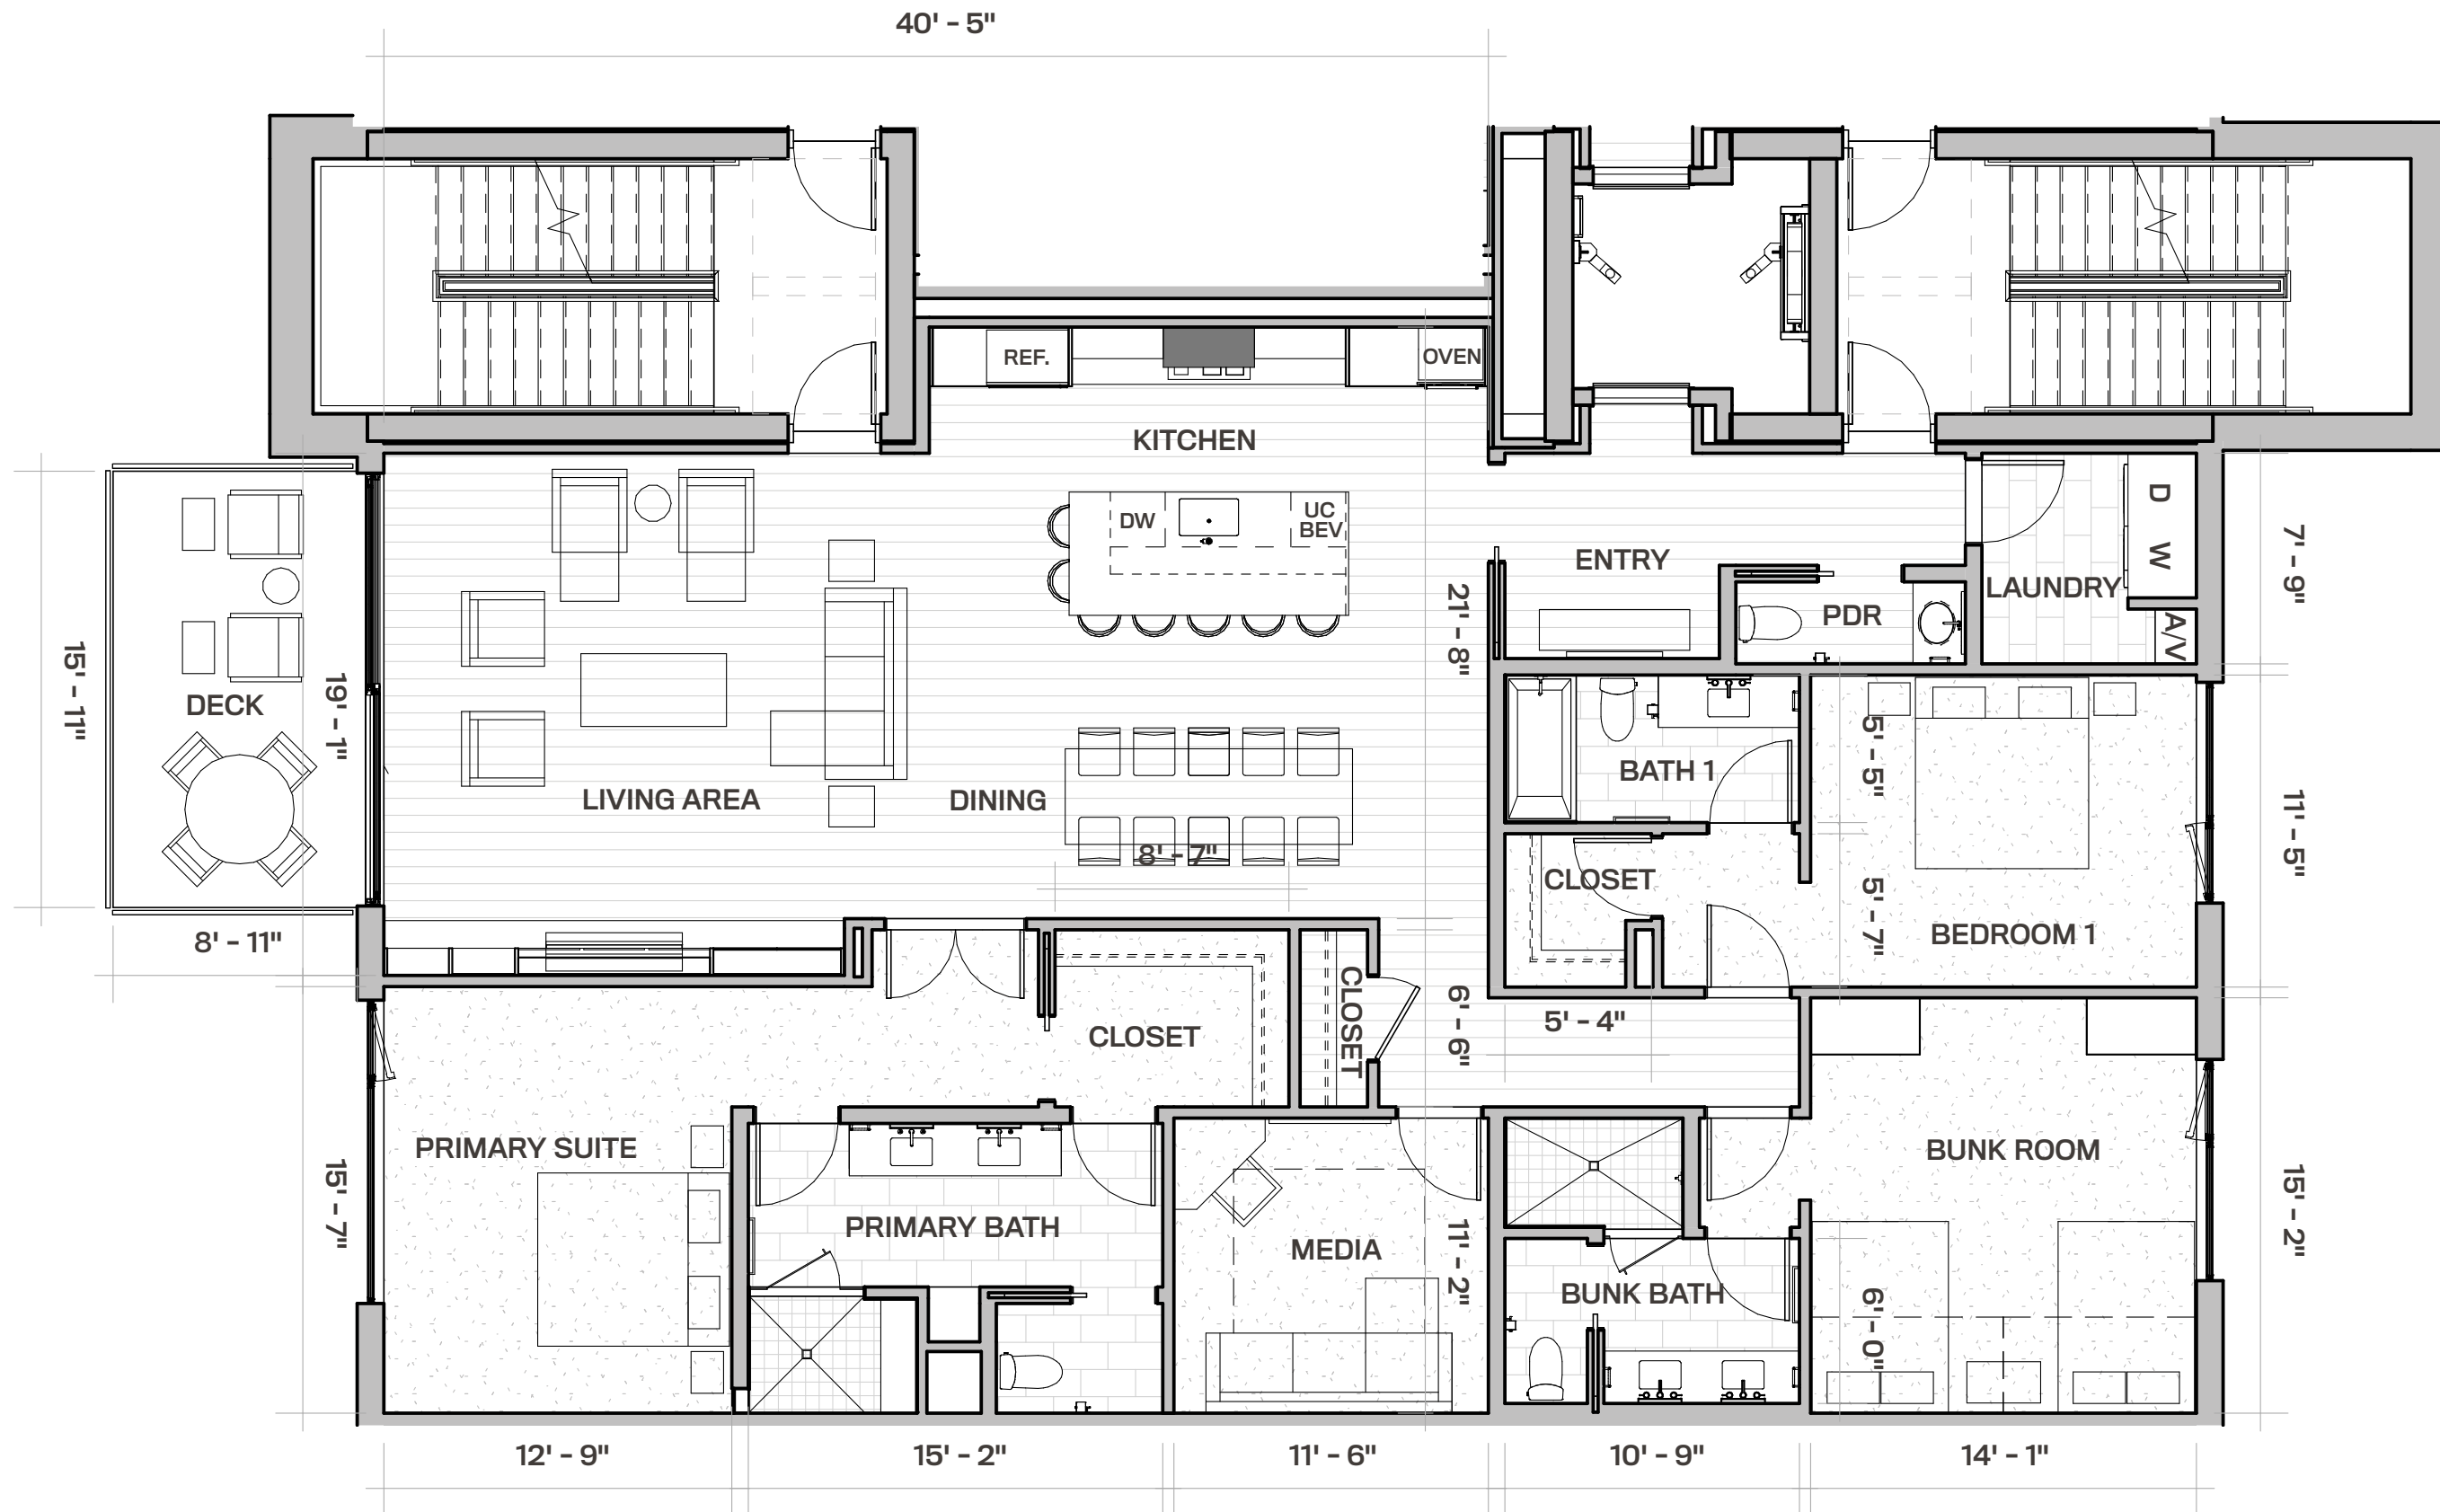 40' - 5"
REF.
OVEN
KITCHEN
DW
UC
BEV
D
W
ENTRY
7' - 9"
LAUNDRY
PDR
A/V
21' - 8"
15' - 11"
DECK
19' - 1"
5' - 5"
BATH 1
LIVING AREA
DINING
11' - 5"
8' - 7"
CLOSET
5' - 7"
BEDROOM 1
8' - 11"
CLOSET
CLOSET
6' - 6"
5' - 4"
PRIMARY SUITE
BUNK ROOM
15' - 7"
PRIMARY BATH
MEDIA
11' - 2"
15' - 2"
BUNK BATH
6' - 0"
12' - 9"
15' - 2"
11' - 6"
10' - 9"
14' - 1"